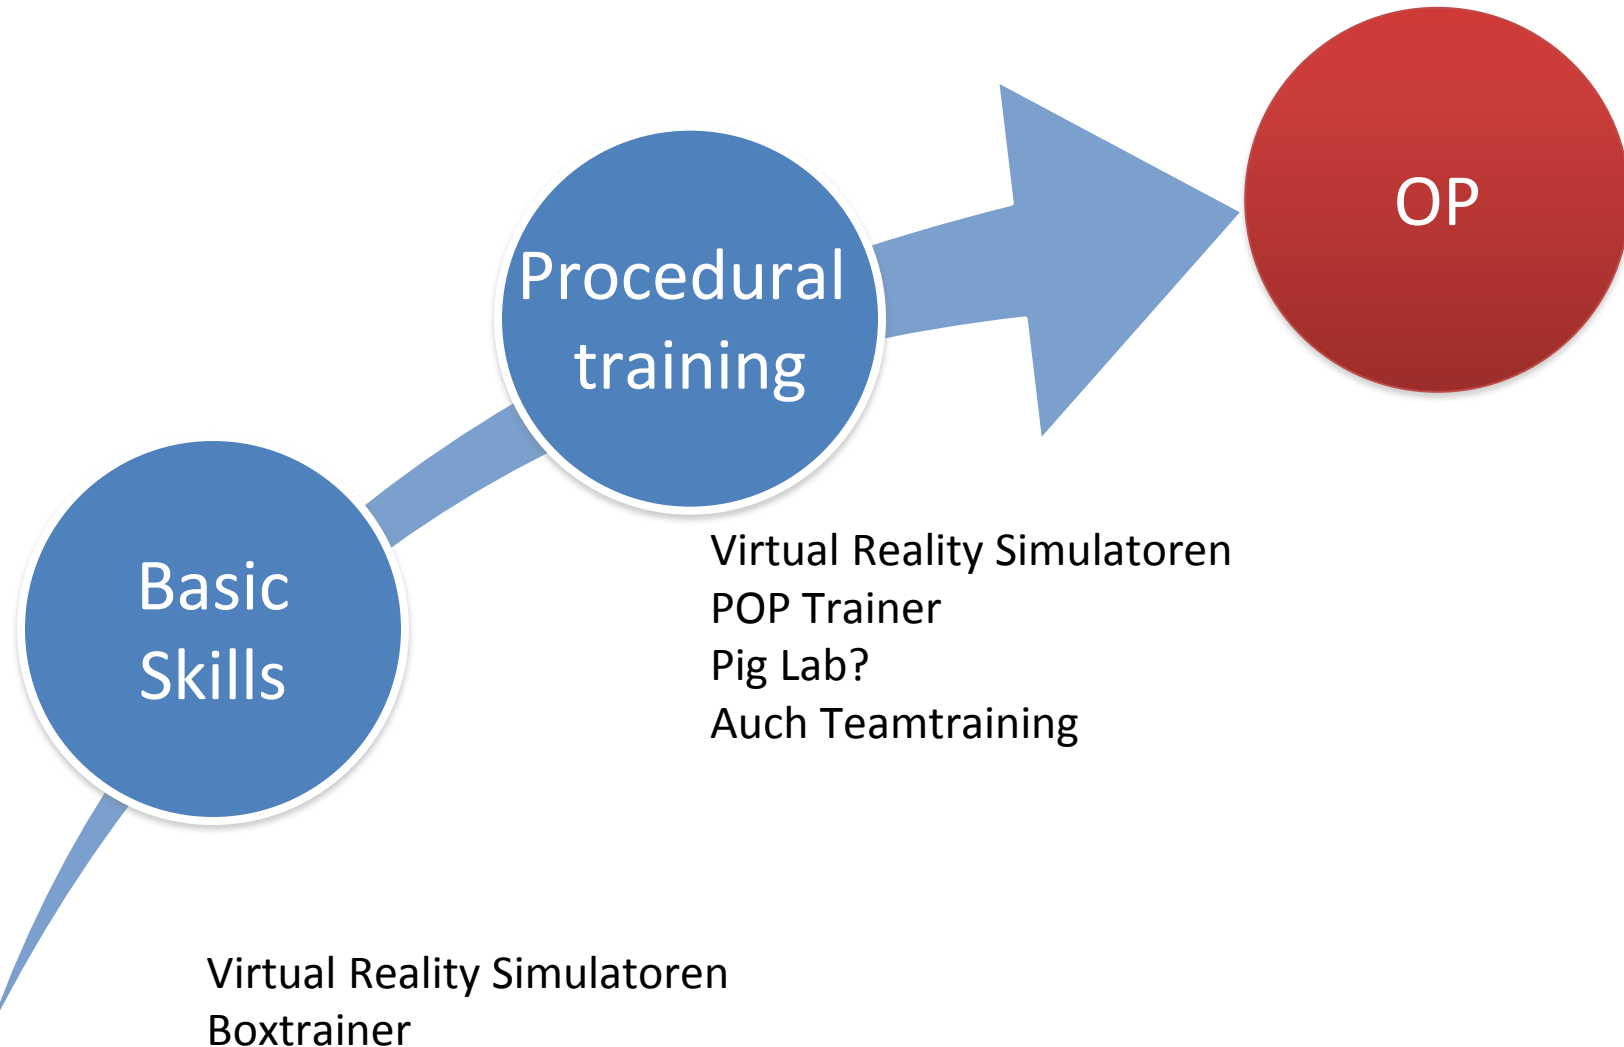 OP
Procedural
training
Basic
Skills
Virtual Reality Simulatoren
POP Trainer
Pig Lab?
Auch Teamtraining
Virtual Reality Simulatoren
Boxtrainer